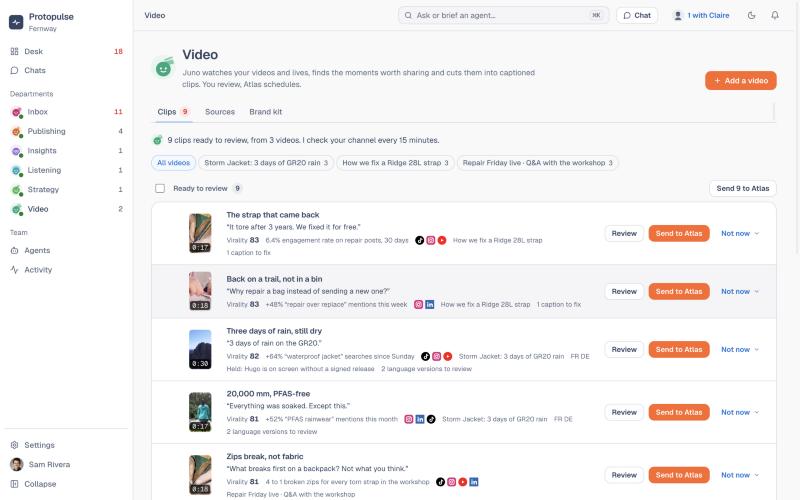 Protopulse
Fernway
Desk 18
Chats
Departments
Inbox 11
Publishing 4
Insights 1
Listening 1
Strategy 1
Video 2
Team
Agents
Activity
Settings
Sam Rivera
Collapse
Video
Ask or brief an agent... ⌘K
Chat
1 with Claire
Video
Juno watches your videos and lives, finds the moments worth sharing and cuts them into captioned
clips. You review, Atlas schedules.
+ Add a video
Clips 9 Sources Brand kit
9 clips ready to review, from 3 videos. I check your channel every 15 minutes.
All videos Storm Jacket: 3 days of GR20 rain 3 How we fix a Ridge 28L strap 3 Repair Friday live · Q&A with the workshop 3
Ready to review 9 Send 9 to Atlas
The strap that came back
“It tore after 3 years. We fixed it for free.”
Virality 83 6.4% engagement rate on repair posts, 30 days How we fix a Ridge 28L strap
1 caption to fix
0:17
Review Send to Atlas Not now
Back on a trail, not in a bin
“Why repair a bag instead of sending a new one?”
Virality 83 +48% “repair over replace” mentions this week How we fix a Ridge 28L strap 1 caption to fix
0:18
Review Send to Atlas Not now
Three days of rain, still dry
“3 days of rain on the GR20.”
Virality 82 +64% “waterproof jacket” searches since Sunday Storm Jacket: 3 days of GR20 rain FR DE
Held: Hugo is on screen without a signed release 2 language versions to review
0:30
Review Send to Atlas Not now
20,000 mm, PFAS-free
“Everything was soaked. Except this.”
Virality 81 +52% “PFAS rainwear” mentions this month Storm Jacket: 3 days of GR20 rain FR DE
2 language versions to review
0:17
Review Send to Atlas Not now
Zips break, not fabric
“What breaks first on a backpack? Not what you think.”
Virality 81 4 to 1 broken zips for every torn strap in the workshop
Repair Friday live · Q&A with the workshop
0:18
Review Send to Atlas Not now